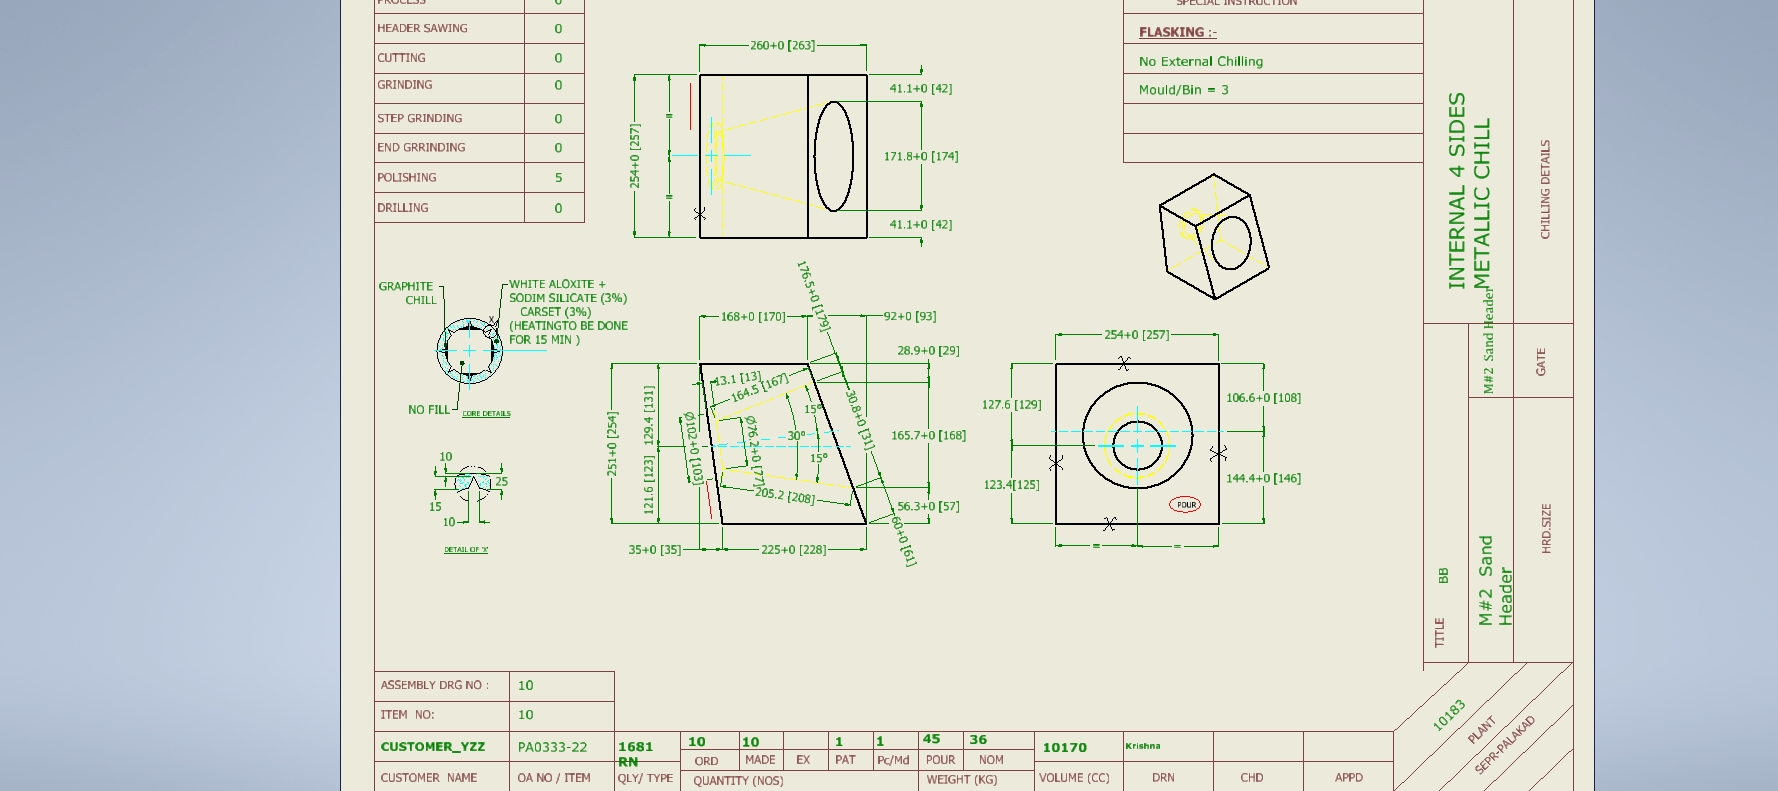 PROCESS 0
HEADER SAWING 0
CUTTING 0
GRINDING 0
STEP GRINDING 0
END GRRINDING 0
POLISHING 5
DRILLING 0
260+0 [263]
254+0 [257]
=
=
41.1+0 [42]
171.8+0 [174]
41.1+0 [42]
SPECIAL INSTRUCTION
FLASKING :-
No External Chilling
Mould/Bin = 3
INTERNAL 4 SIDES
METALLIC CHILL
CHILLING DETAILS
M#2 Sand Header
GATE
M#2 Sand
Header
HRD.SIZE
BB
TITLE
GRAPHITE
CHILL
WHITE ALOXITE +
SODIM SILICATE (3%)
CARSET (3%)
(HEATINGTO BE DONE
FOR 15 MIN )
X
NO FILL
CORE DETAILS
10
25
15
10
DETAIL OF 'X'
168+0 [170]
176.5+0 [179]
92+0 [93]
28.9+0 [29]
13.1 [13]
164.5 [167]
251+0 [254]
129.4 [131]
121.6 [123]
Ø102+0 [103]
Ø76.2+0 [77]
15°
30°
15°
30.8+0 [31]
165.7+0 [168]
205.2 [208]
56.3+0 [57]
60+0 [61]
35+0 [35]
225+0 [228]
254+0 [257]
127.6 [129]
123.4[125]
106.6+0 [108]
144.4+0 [146]
POUR
=
=
ASSEMBLY DRG NO : 10
ITEM NO: 10
CUSTOMER_YZZ PA0333-22 1681
RN
10 10 1 1 45 36 10170 Krishna
ORD MADE EX PAT Pc/Md POUR NOM
CUSTOMER NAME OA NO / ITEM QLY/ TYPE QUANTITY (NOS) WEIGHT (KG) VOLUME (CC) DRN CHD APPD
10183
PLANT
SEPR-PALAKAD